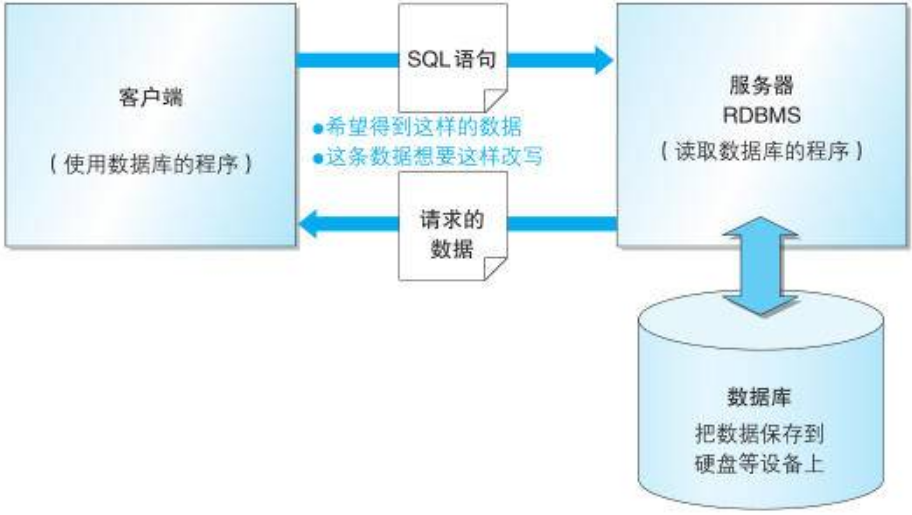 客户端
（使用数据库的程序）
SQL语句
●希望得到这样的数据
●这条数据想要这样改写
请求的
数据
服务器
RDBMS
（读取数据库的程序）
数据库
把数据保存到
硬盘等设备上